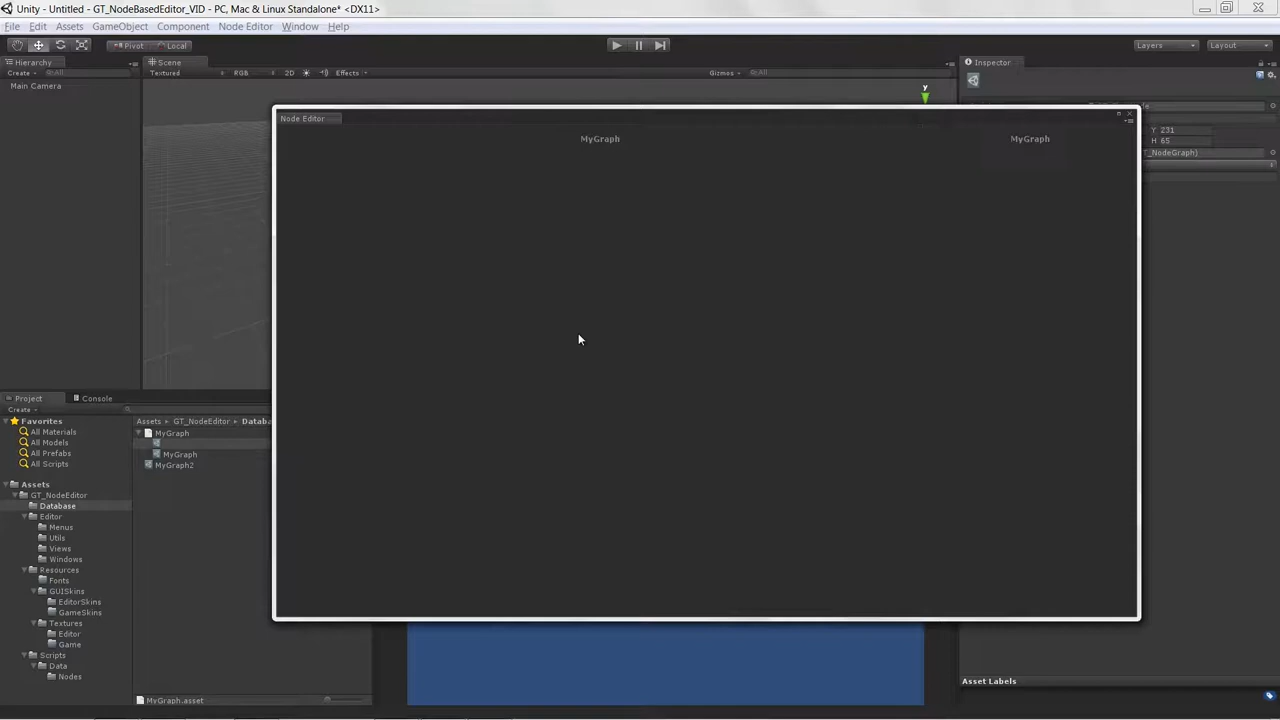 Unity - Untitled - GT_NodeBasedEditor_VID - PC, Mac & Linux Standalone* <DX11>
File Edit Assets GameObject Component Node Editor Window Help
Pivot Local Layers Layout
Hierarchy Scene Inspector
Create All Textured RGB 2D Effects Gizmos All
Main Camera
y
Node Editor
MyGraph MyGraph
Y 231
H 65
_NodeGraph)
Project Console
Create
Favorites
All Materials
All Models
All Prefabs
All Scripts
Assets
GT_NodeEditor
Database
Editor
Menus
Utils
Views
Windows
Resources
Fonts
GUISkins
EditorSkins
GameSkins
Textures
Editor
Game
Scripts
Data
Nodes
Assets GT_NodeEditor Databa
MyGraph
MyGraph
MyGraph2
MyGraph.asset
Asset Labels